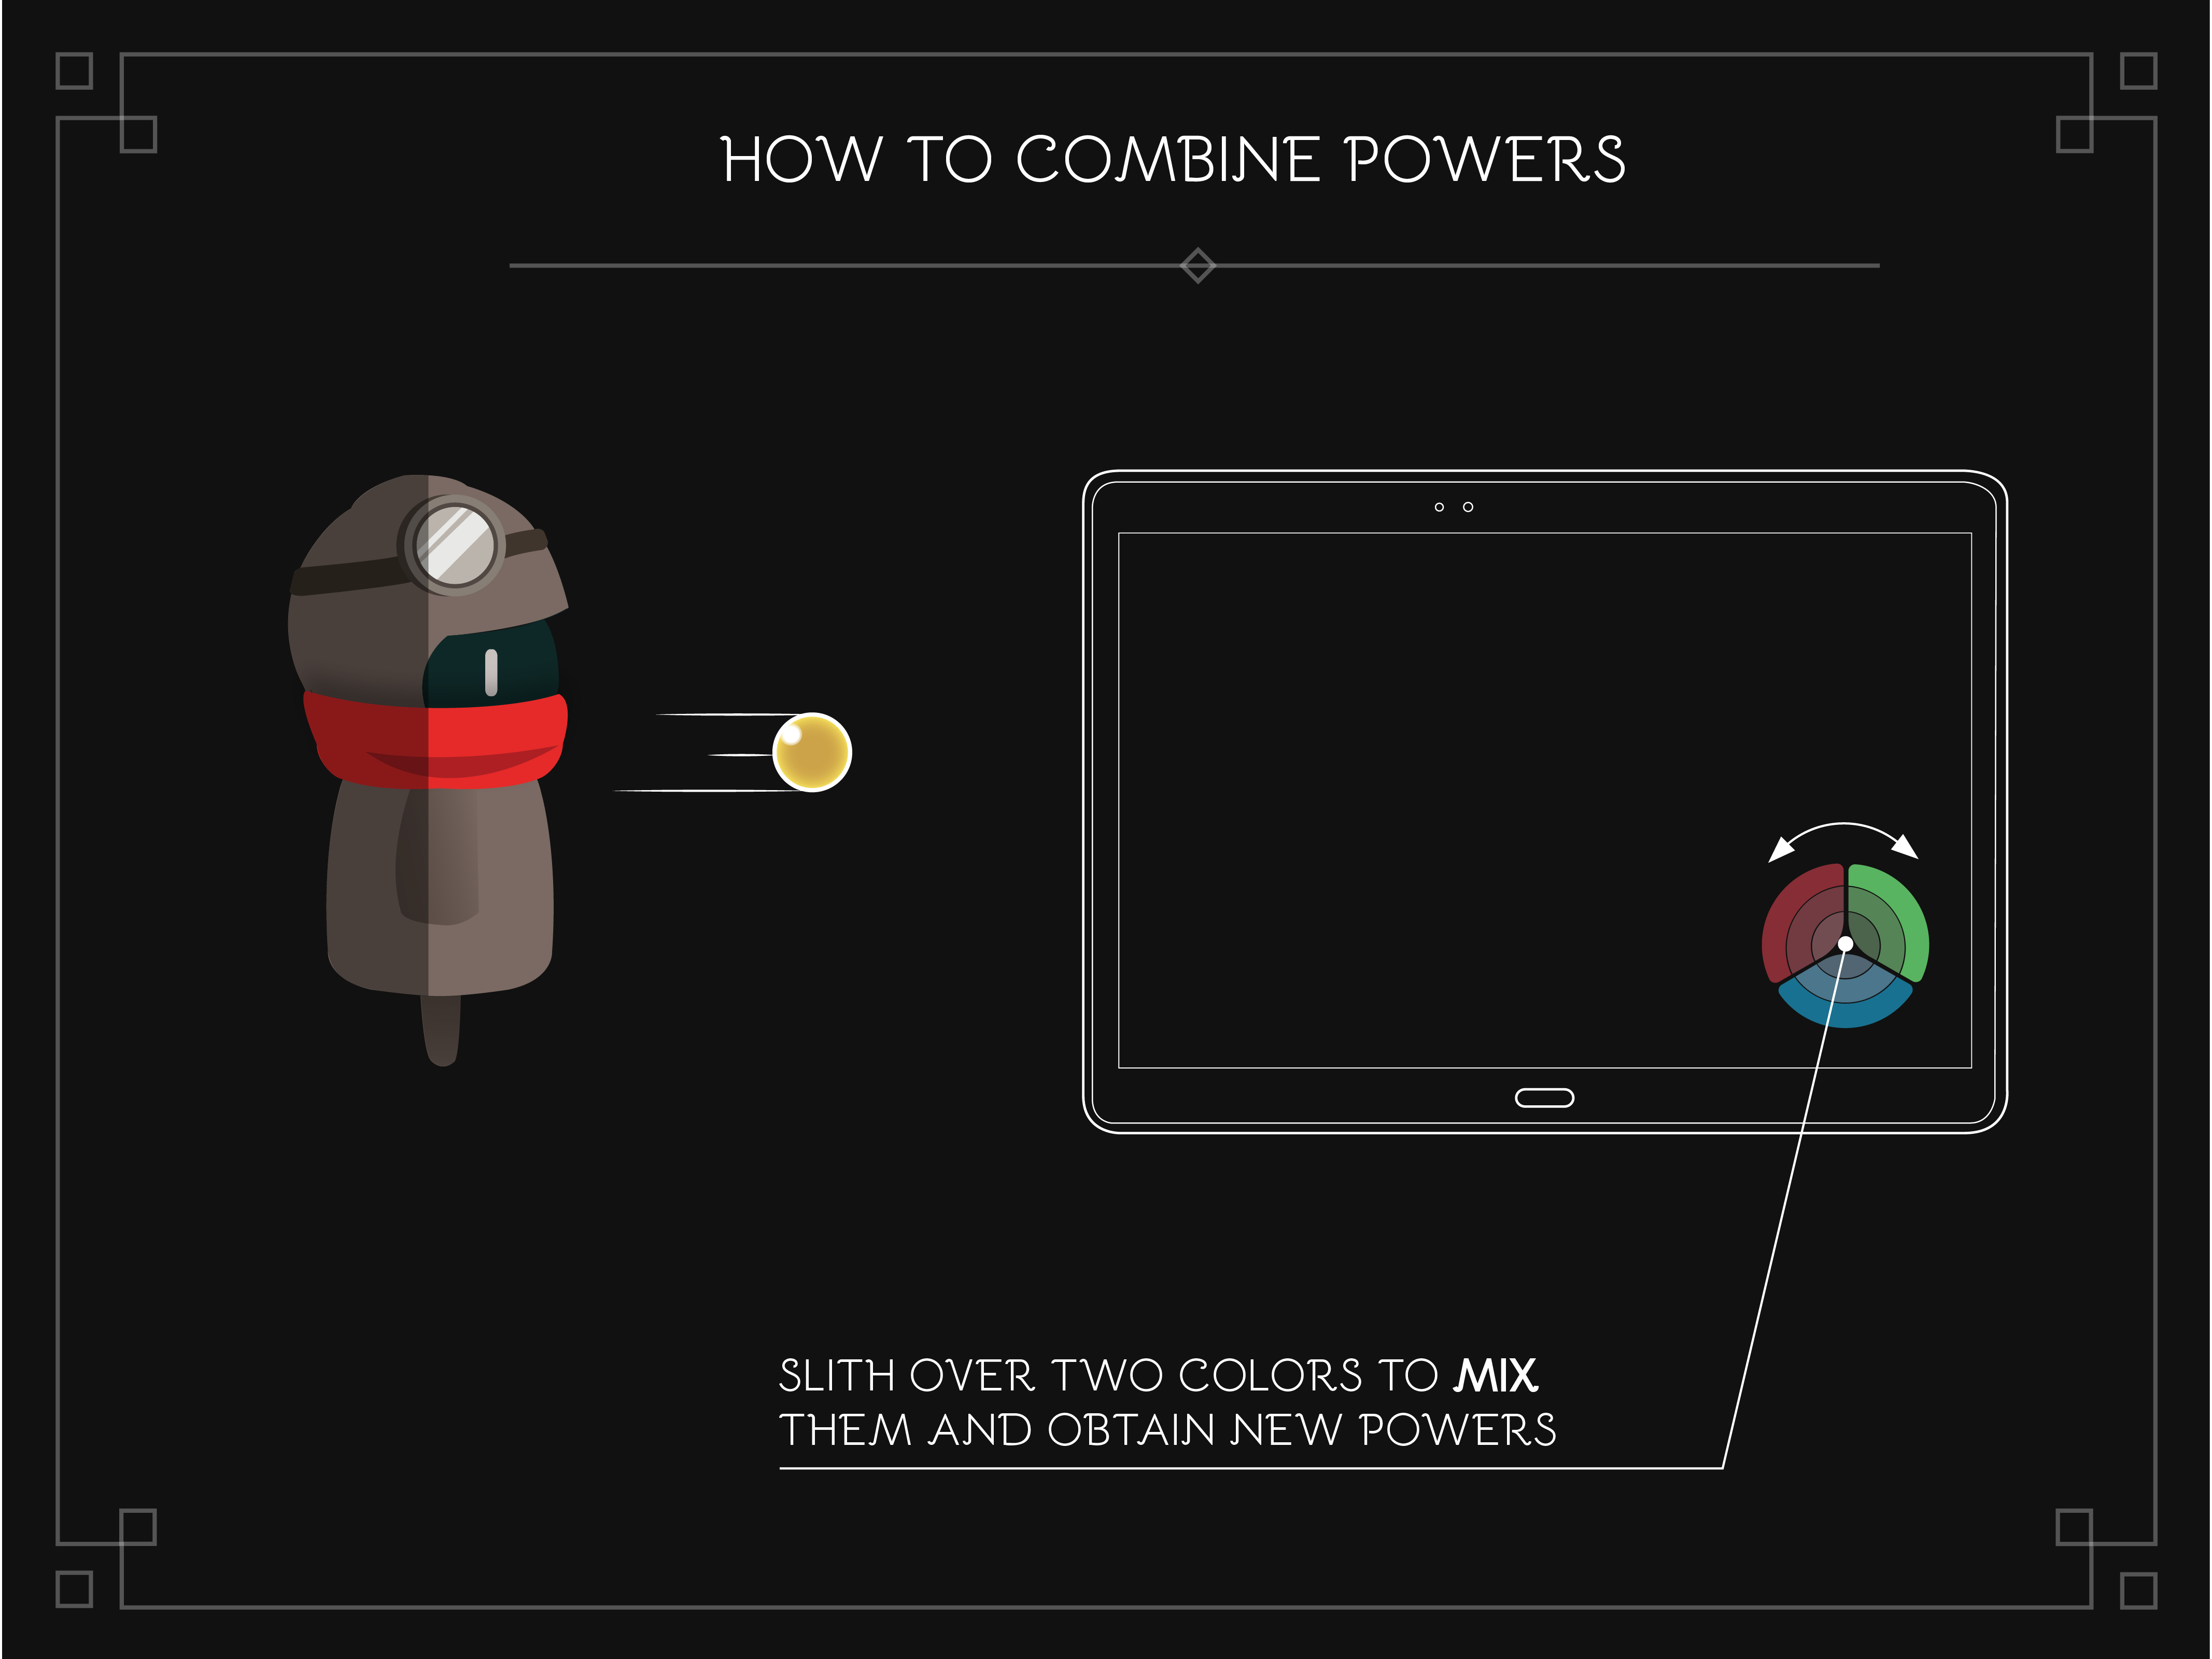 HOW TO COMBINE POWERS
SLITH OVER TWO COLORS TO MIX
THEM AND OBTAIN NEW POWERS